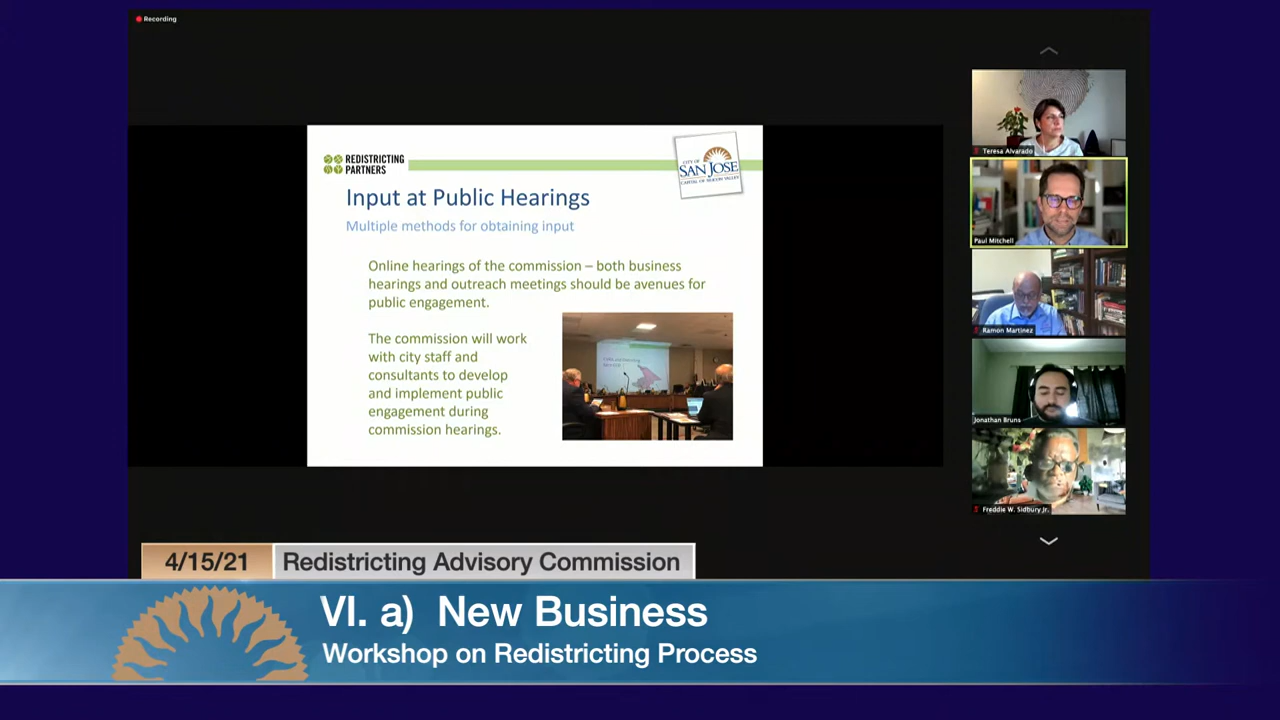 Recording
REDISTRICTING
PARTNERS
CITY OF
SAN JOSE
CAPITAL OF SILICON VALLEY
Input at Public Hearings
Multiple methods for obtaining input
Online hearings of the commission – both business
hearings and outreach meetings should be avenues for
public engagement.
The commission will work
with city staff and
consultants to develop
and implement public
engagement during
commission hearings.
Teresa Alvarado
Paul Mitchell
Ramon Martinez
Jonathan Bruns
Freddie W. Sidbury Jr.
4/15/21 Redistricting Advisory Commission
VI. a) New Business
Workshop on Redistricting Process